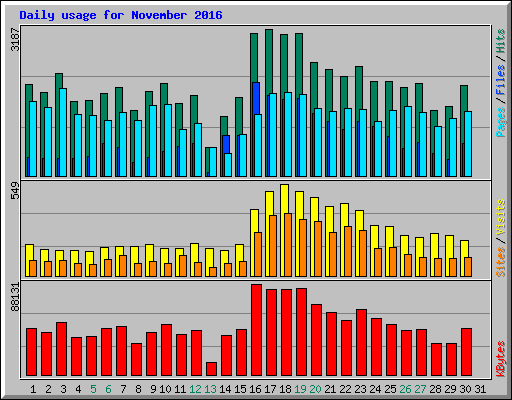 Daily usage for November 2016
3187
Pages / Files / Hits
549
Sites / Visits
88131
KBytes
1 2 3 4 5 6 7 8 9 10 11 12 13 14 15 16 17 18 19 20 21 22 23 24 25 26 27 28 29 30 31